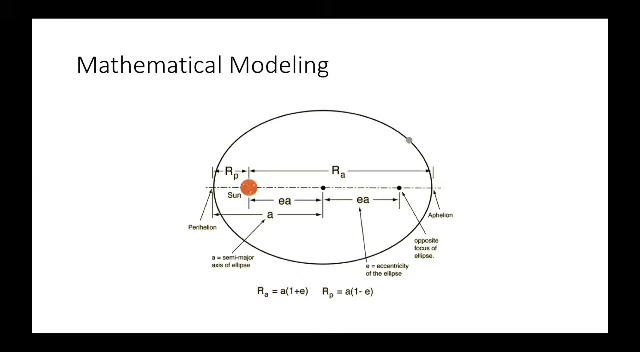 Mathematical Modeling
Rp
Ra
Sun
ea
ea
a
Perihelion
Aphelion
a = semi-major
axis of ellipse
e = eccentricity
of the ellipse
opposite
focus of
ellipse.
Ra = a(1+e) Rp = a(1- e)